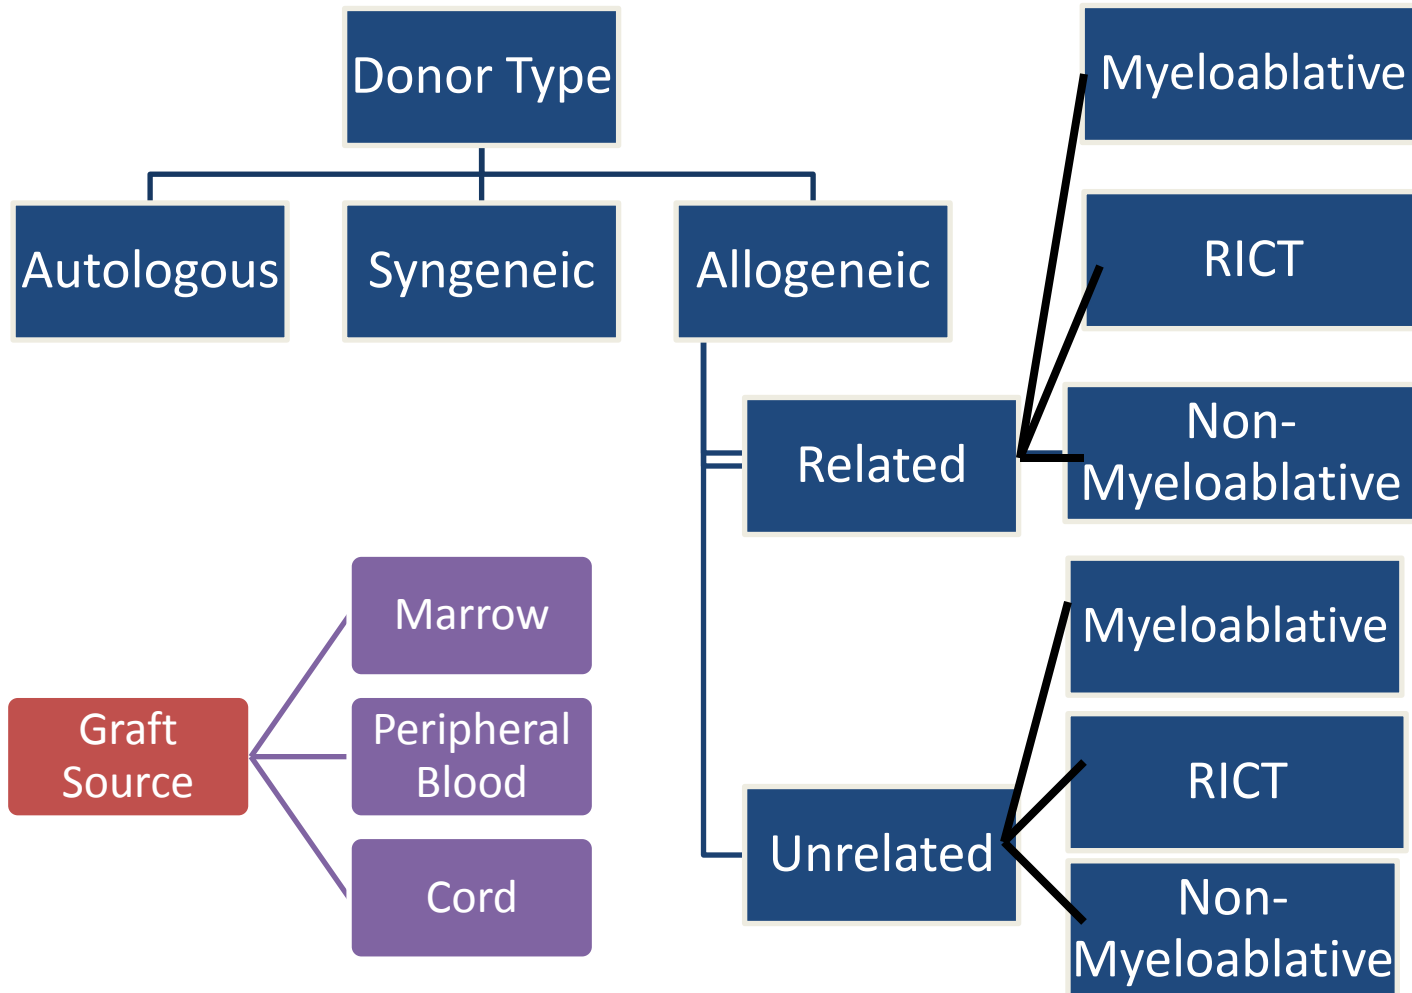 Donor Type
Autologous
Syngeneic
Allogeneic
Related
Myeloablative
RICT
Non-
Myeloablative
Unrelated
Myeloablative
RICT
Non-
Myeloablative
Graft
Source
Marrow
Peripheral
Blood
Cord